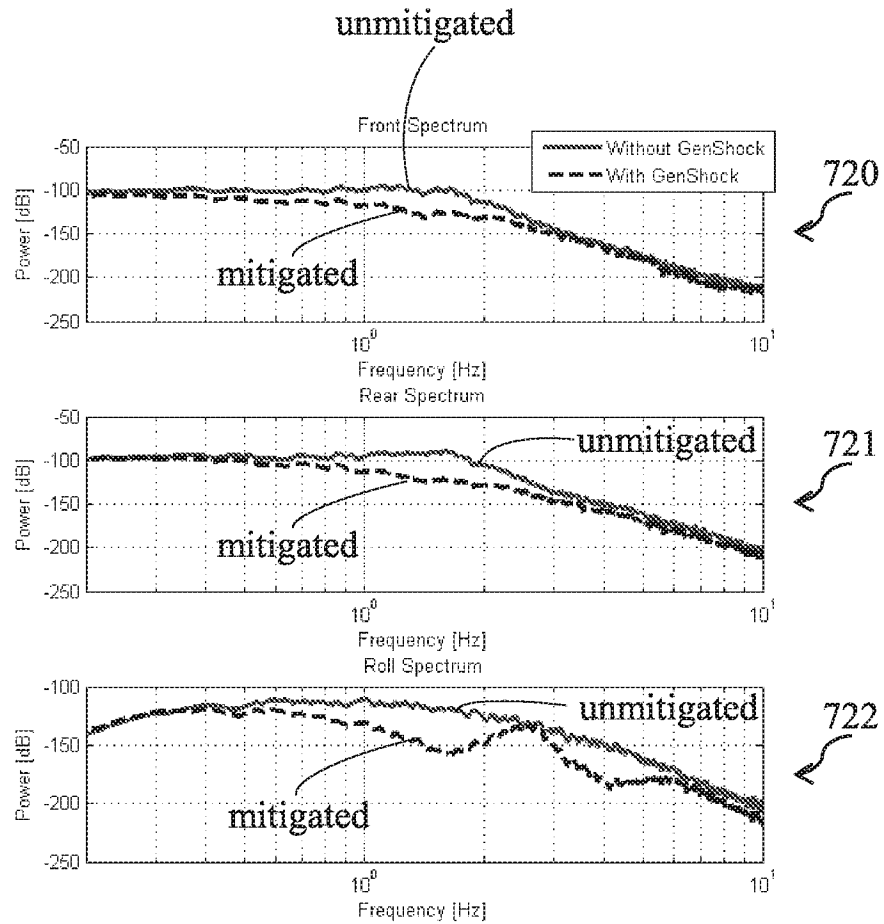 unmitigated
Front Spectrum
Without GenShock
With GenShock
Power [dB]
-50
-100
-150
-200
-250
mitigated
720
10⁰
10¹
Frequency [Hz]
Rear Spectrum
Power [dB]
-50
-100
-150
-200
-250
unmitigated
mitigated
721
10⁰
10¹
Frequency [Hz]
Roll Spectrum
Power [dB]
-100
-150
-200
-250
unmitigated
mitigated
722
10⁰
10¹
Frequency [Hz]